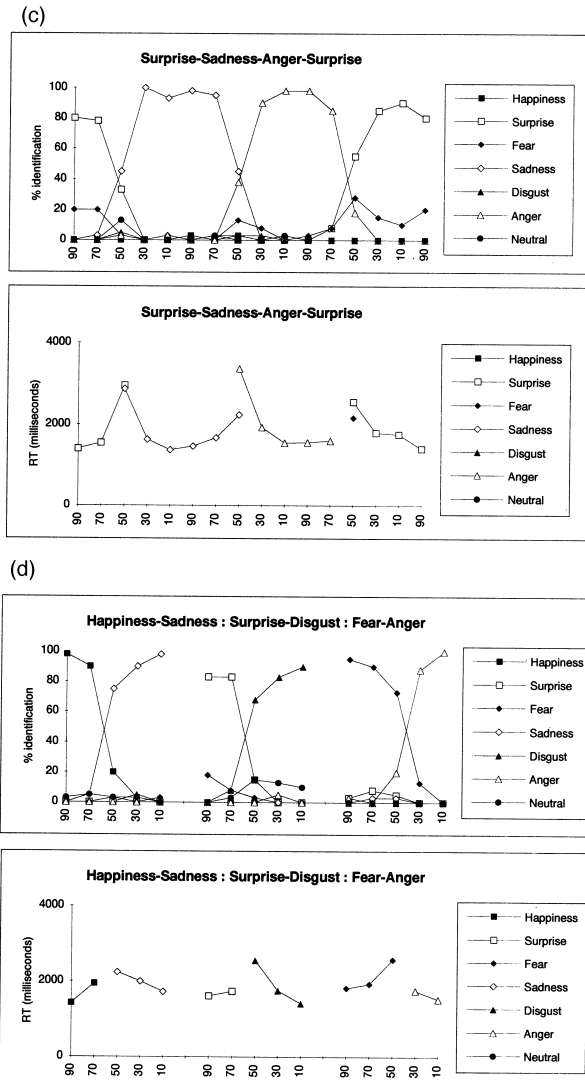 (c)
Surprise-Sadness-Anger-Surprise
% identification
100
80
60
40
20
0
90 70 50 30 10 90 70 50 30 10 90 70 50 30 10 90
Happiness
Surprise
Fear
Sadness
Disgust
Anger
Neutral
Surprise-Sadness-Anger-Surprise
RT (milliseconds)
4000
2000
0
90 70 50 30 10 90 70 50 30 10 90 70 50 30 10 90
Happiness
Surprise
Fear
Sadness
Disgust
Anger
Neutral
(d)
Happiness-Sadness : Surprise-Disgust : Fear-Anger
% identification
100
80
60
40
20
0
90 70 50 30 10 90 70 50 30 10 90 70 50 30 10
Happiness
Surprise
Fear
Sadness
Disgust
Anger
Neutral
Happiness-Sadness : Surprise-Disgust : Fear-Anger
RT (milliseconds)
4000
2000
0
90 70 50 30 10 90 70 50 30 10 90 70 50 30 10
Happiness
Surprise
Fear
Sadness
Disgust
Anger
Neutral